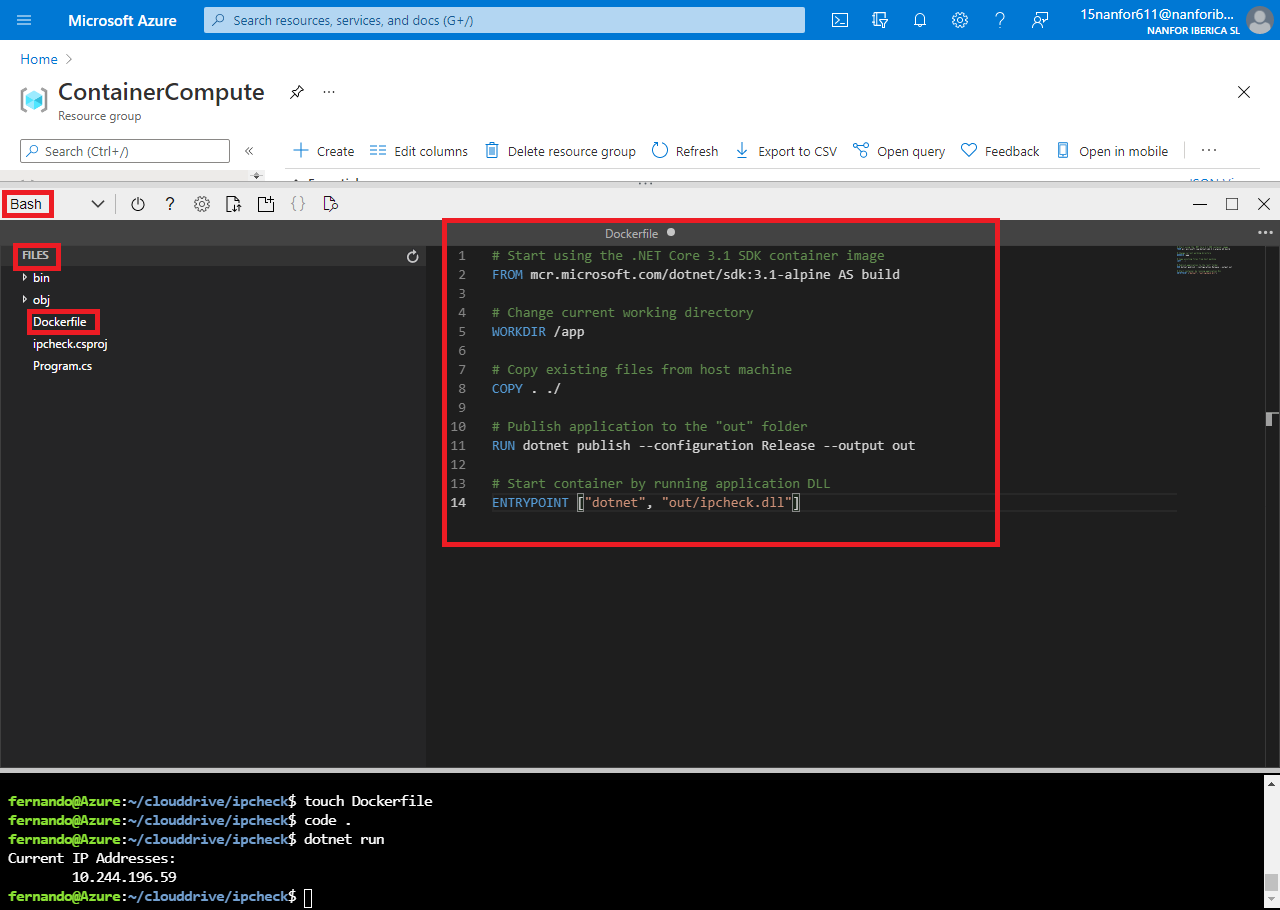 Microsoft Azure
Search resources, services, and docs (G+/)
15nanfor611@nanforib...
NANFOR IBERICA SL
Home
ContainerCompute
...
Resource group
Search (Ctrl+/)
Create
Edit columns
Delete resource group
Refresh
Export to CSV
Open query
Feedback
Open in mobile
...
Bash
?
{}
Dockerfile
FILES
bin
obj
Dockerfile
ipcheck.csproj
Program.cs
1 # Start using the .NET Core 3.1 SDK container image
2 FROM mcr.microsoft.com/dotnet/sdk:3.1-alpine AS build
3
4 # Change current working directory
5 WORKDIR /app
6
7 # Copy existing files from host machine
8 COPY . ./
9
10 # Publish application to the "out" folder
11 RUN dotnet publish --configuration Release --output out
12
13 # Start container by running application DLL
14 ENTRYPOINT ["dotnet", "out/ipcheck.dll"]
fernando@Azure:~/clouddrive/ipcheck$ touch Dockerfile
fernando@Azure:~/clouddrive/ipcheck$ code .
fernando@Azure:~/clouddrive/ipcheck$ dotnet run
Current IP Addresses:
10.244.196.59
fernando@Azure:~/clouddrive/ipcheck$